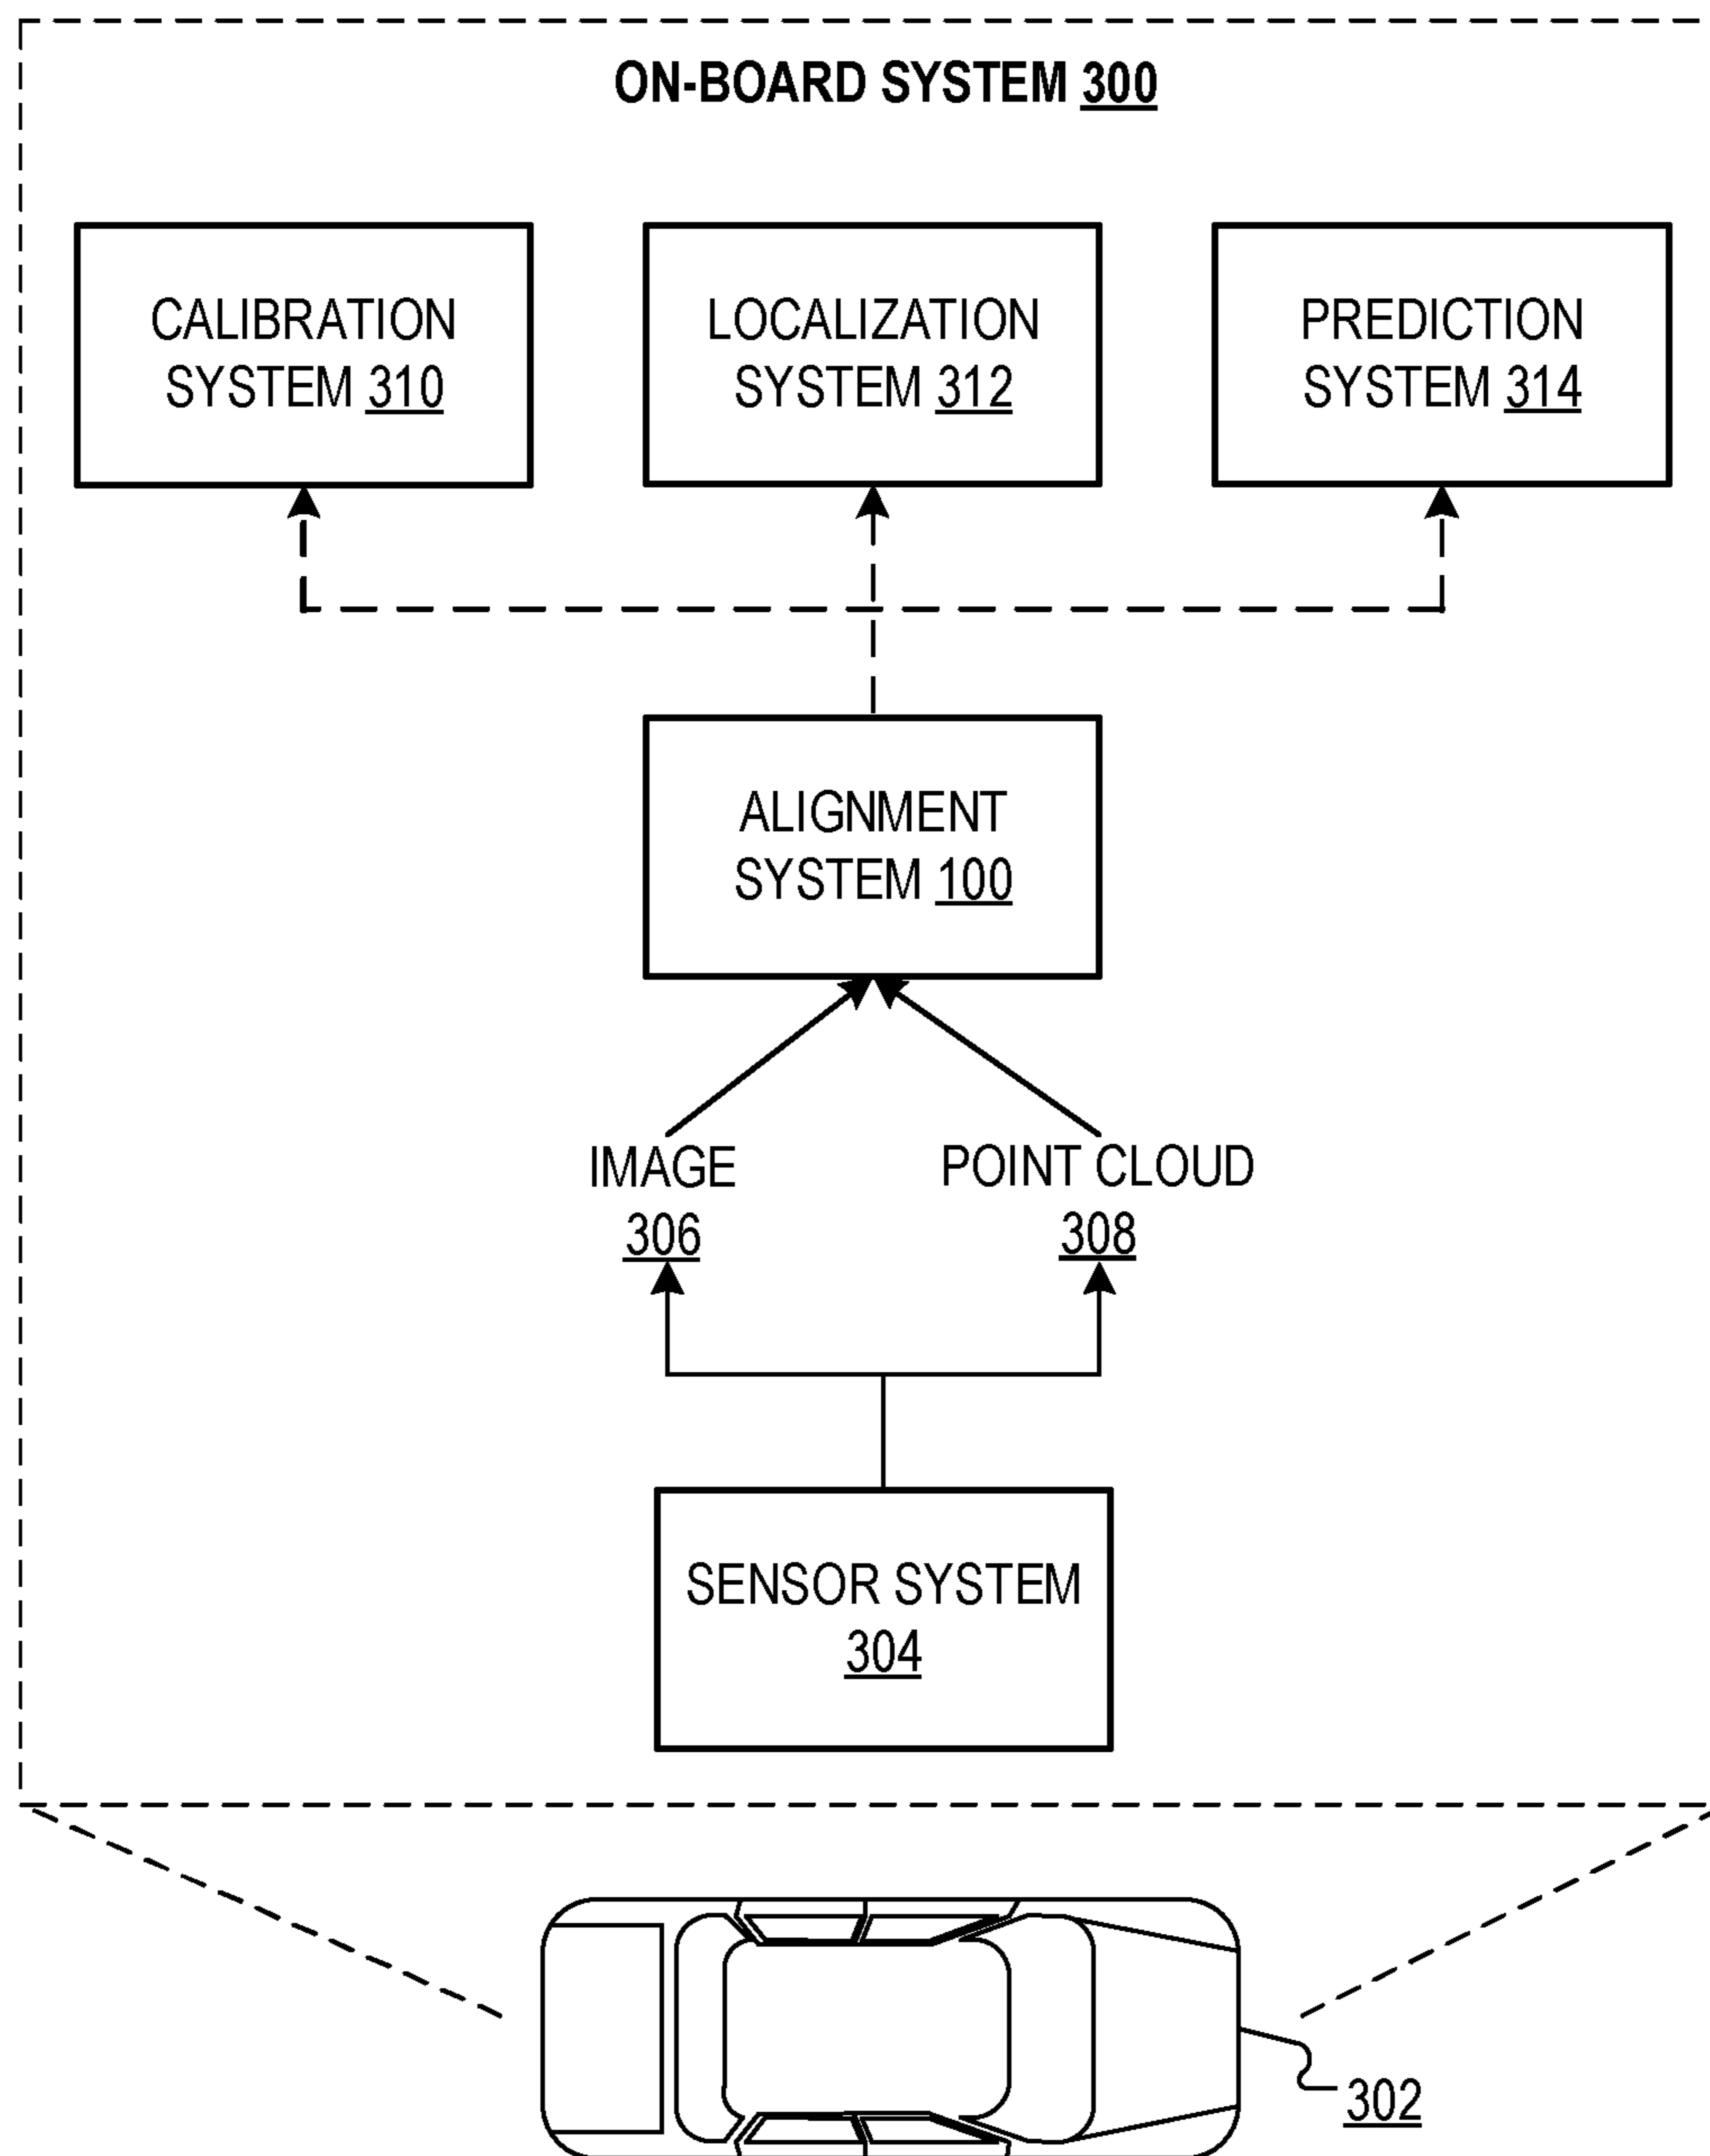 ON-BOARD SYSTEM 300
CALIBRATION
SYSTEM 310
LOCALIZATION
SYSTEM 312
PREDICTION
SYSTEM 314
ALIGNMENT
SYSTEM 100
IMAGE
306
POINT CLOUD
308
SENSOR SYSTEM
304
302